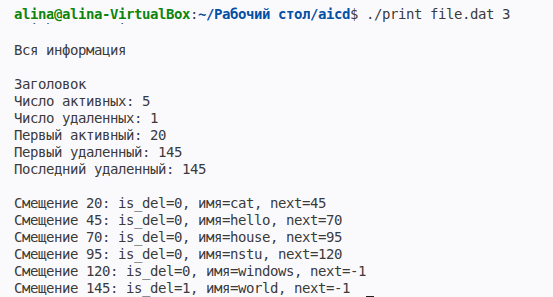 alina@alina-VirtualBox:~/Рабочий стол/aicd$ ./print file.dat 3
Вся информация
Заголовок
Число активных: 5
Число удаленных: 1
Первый активный: 20
Первый удаленный: 145
Последний удаленный: 145
Смещение 20: is_del=0, имя=cat, next=45
Смещение 45: is_del=0, имя=hello, next=70
Смещение 70: is_del=0, имя=house, next=95
Смещение 95: is_del=0, имя=nstu, next=120
Смещение 120: is_del=0, имя=windows, next=-1
Смещение 145: is_del=1, имя=world, next=-1